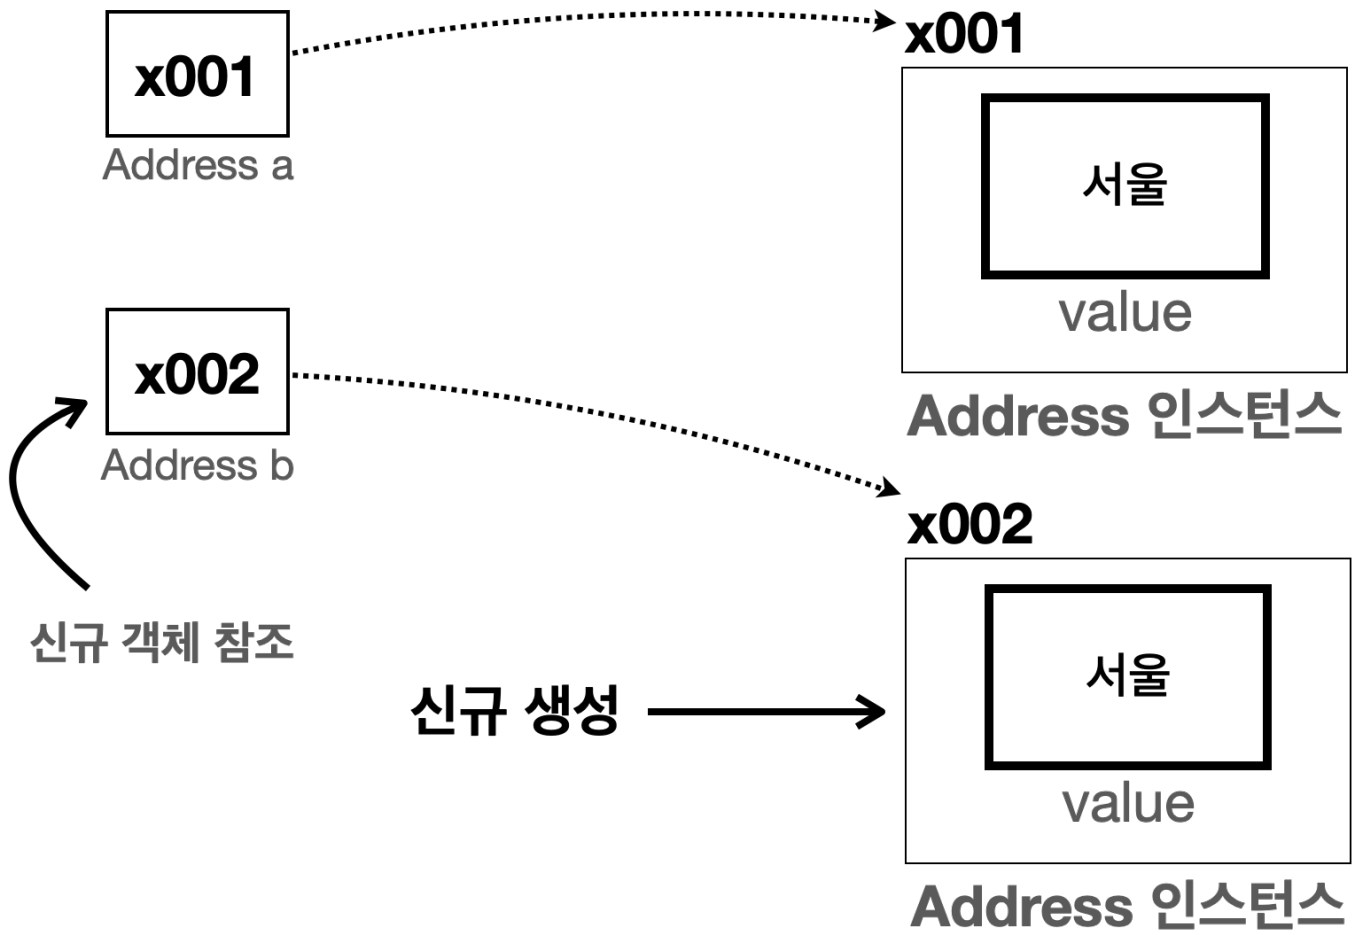 x001
Address a
x001
서울
value
Address 인스턴스
x002
Address b
신규 객체 참조
신규 생성
x002
서울
value
Address 인스턴스